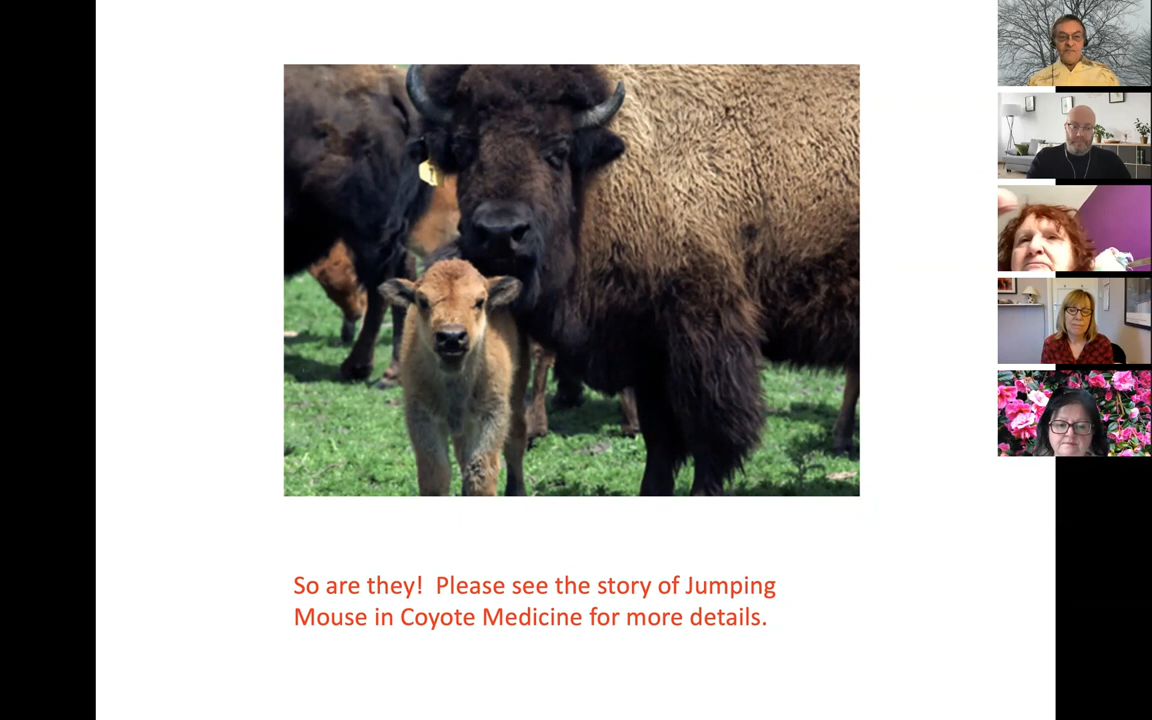 So are they!  Please see the story of Jumping
Mouse in Coyote Medicine for more details.